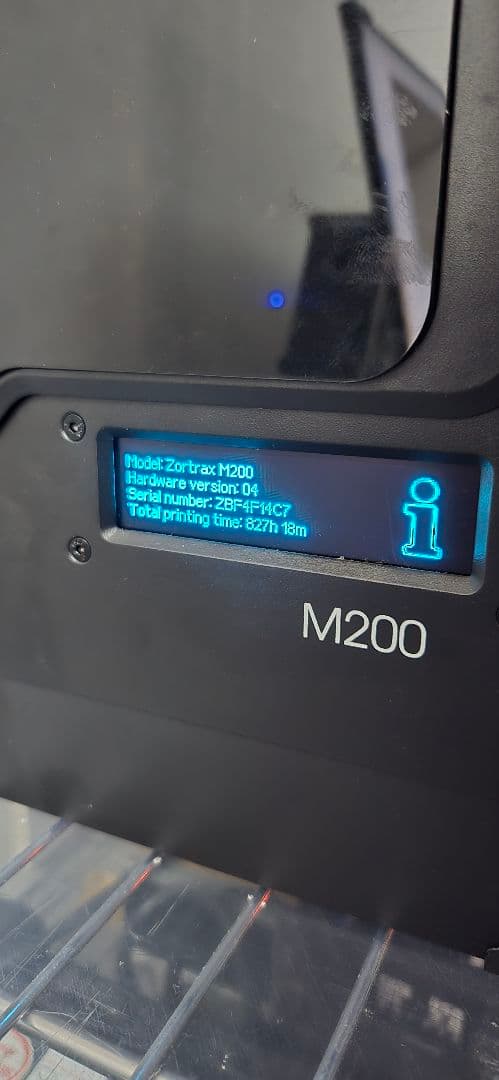 Model: Zortrax M200
Hardware version: 04
Serial number: ZBF4F14C7
Total printing time: 827h 18m
i
M200